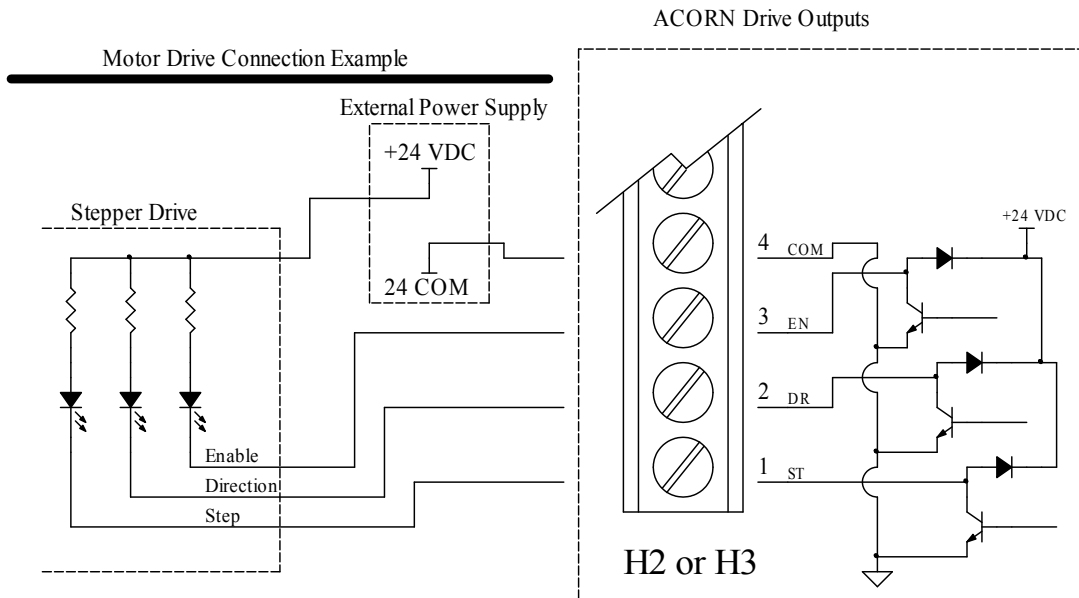 ACORN Drive Outputs
Motor Drive Connection Example
External Power Supply
+24 VDC
Stepper Drive
24 COM
Enable
Direction
Step
4 COM
3 EN
2 DR
1 ST
+24 VDC
H2 or H3